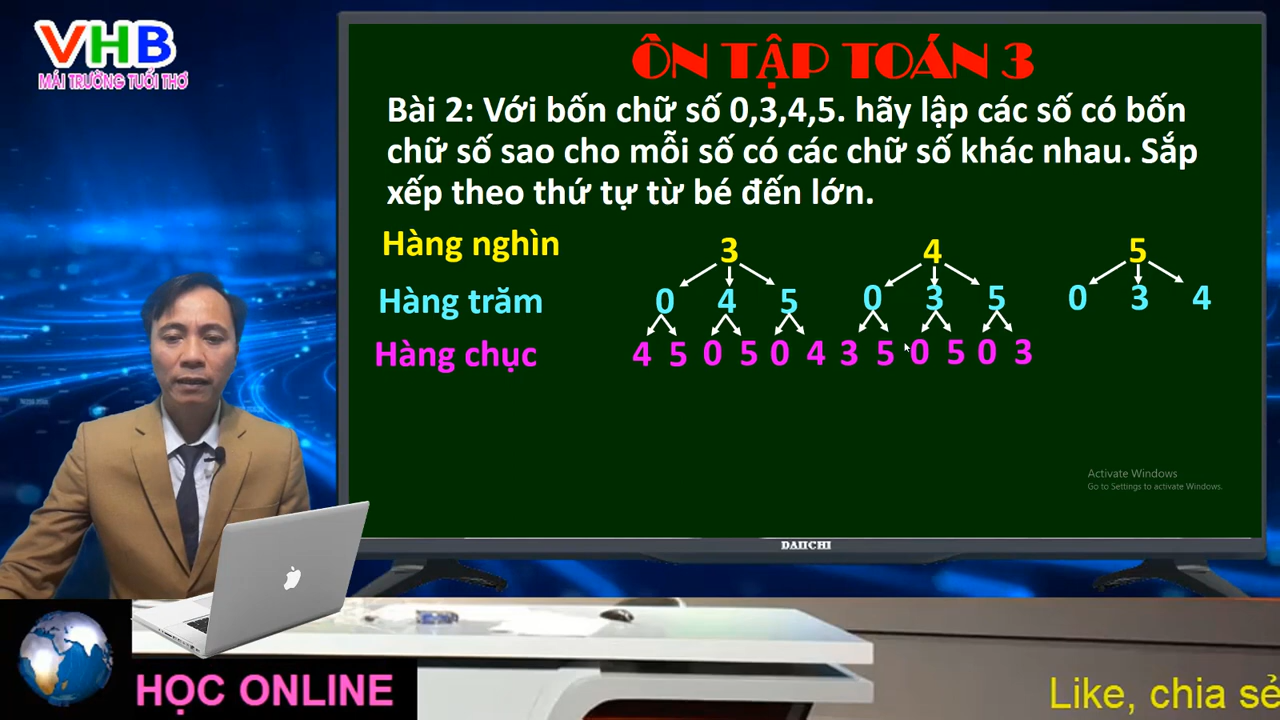 VHB
MÁI TRƯỜNG TUỔI THƠ
ÔN TẬP TOÁN 3
Bài 2: Với bốn chữ số 0,3,4,5. hãy lập các số có bốn
chữ số sao cho mỗi số có các chữ số khác nhau. Sắp
xếp theo thứ tự từ bé đến lớn.
Hàng nghìn 3 4 5
Hàng trăm 0 4 5 0 3 5 0 3 4
Hàng chục 4 5 0 5 0 4 3 5 0 5 0 3
Activate Windows
Go to Settings to activate Windows.
DAIICHI
HỌC ONLINE
Like, chia sẻ